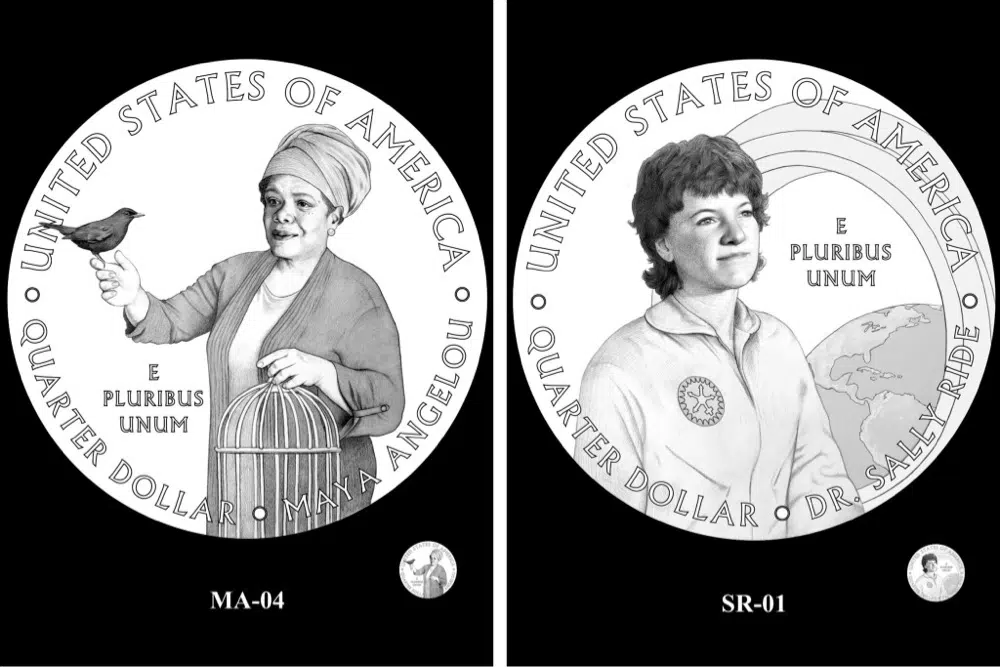 UNITED STATES OF AMERICA
E
PLURIBUS
UNUM
QUARTER DOLLAR
MAYA ANGELOU
MA-04
UNITED STATES OF AMERICA
E
PLURIBUS
UNUM
QUARTER DOLLAR
DR. SALLY RIDE
SR-01